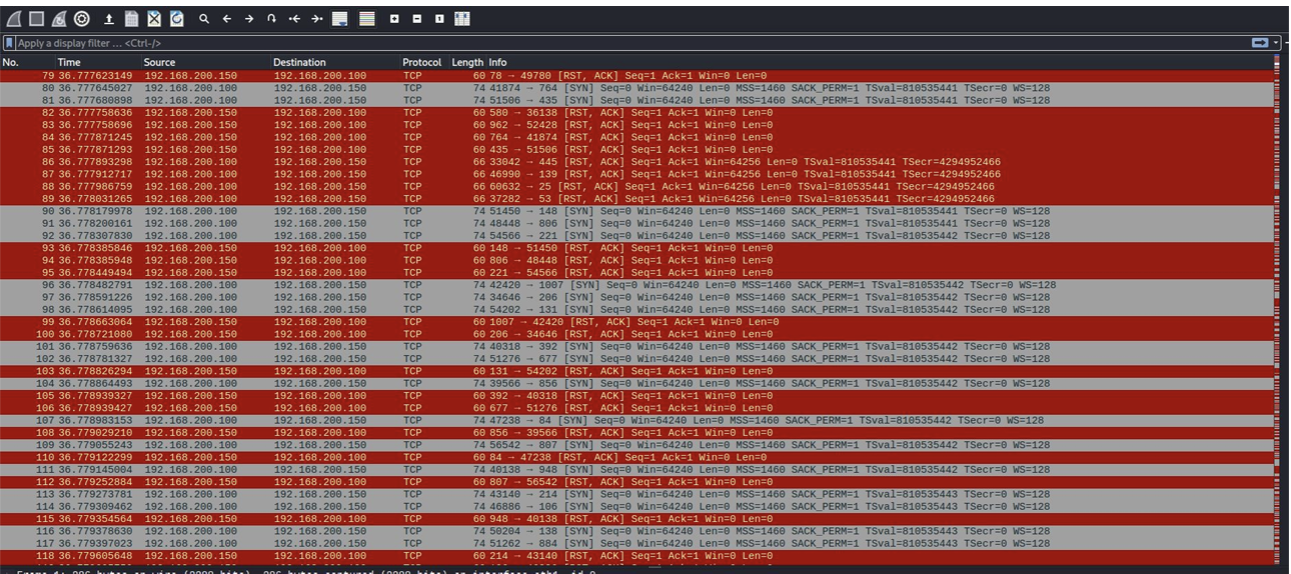 Apply a display filter ... <Ctrl-/>
No. Time Source Destination Protocol Length Info
79 36.777623149 192.168.200.150 192.168.200.100 TCP 60 78 → 49780 [RST, ACK] Seq=1 Ack=1 Win=0 Len=0
80 36.777645027 192.168.200.100 192.168.200.150 TCP 74 41874 → 764 [SYN] Seq=0 Win=64240 Len=0 MSS=1460 SACK_PERM=1 TSval=810535441 TSecr=0 WS=128
81 36.777680898 192.168.200.100 192.168.200.150 TCP 74 51506 → 435 [SYN] Seq=0 Win=64240 Len=0 MSS=1460 SACK_PERM=1 TSval=810535441 TSecr=0 WS=128
82 36.777758636 192.168.200.150 192.168.200.100 TCP 60 580 → 36138 [RST, ACK] Seq=1 Ack=1 Win=0 Len=0
83 36.777758696 192.168.200.150 192.168.200.100 TCP 60 962 → 52428 [RST, ACK] Seq=1 Ack=1 Win=0 Len=0
84 36.777871245 192.168.200.150 192.168.200.100 TCP 60 764 → 41874 [RST, ACK] Seq=1 Ack=1 Win=0 Len=0
85 36.777871293 192.168.200.150 192.168.200.100 TCP 60 435 → 51506 [RST, ACK] Seq=1 Ack=1 Win=0 Len=0
86 36.777893298 192.168.200.100 192.168.200.150 TCP 66 33042 → 445 [RST, ACK] Seq=1 Ack=1 Win=64256 Len=0 TSval=810535441 TSecr=4294952466
87 36.777912717 192.168.200.100 192.168.200.150 TCP 66 46990 → 139 [RST, ACK] Seq=1 Ack=1 Win=64256 Len=0 TSval=810535441 TSecr=4294952466
88 36.777986759 192.168.200.100 192.168.200.150 TCP 66 60632 → 25 [RST, ACK] Seq=1 Ack=1 Win=64256 Len=0 TSval=810535441 TSecr=4294952466
89 36.778031265 192.168.200.100 192.168.200.150 TCP 66 37282 → 53 [RST, ACK] Seq=1 Ack=1 Win=64256 Len=0 TSval=810535441 TSecr=4294952466
90 36.778179978 192.168.200.100 192.168.200.150 TCP 74 51450 → 148 [SYN] Seq=0 Win=64240 Len=0 MSS=1460 SACK_PERM=1 TSval=810535441 TSecr=0 WS=128
91 36.778200161 192.168.200.100 192.168.200.150 TCP 74 48448 → 806 [SYN] Seq=0 Win=64240 Len=0 MSS=1460 SACK_PERM=1 TSval=810535441 TSecr=0 WS=128
92 36.778307830 192.168.200.100 192.168.200.150 TCP 74 54566 → 221 [SYN] Seq=0 Win=64240 Len=0 MSS=1460 SACK_PERM=1 TSval=810535442 TSecr=0 WS=128
93 36.778385846 192.168.200.150 192.168.200.100 TCP 60 148 → 51450 [RST, ACK] Seq=1 Ack=1 Win=0 Len=0
94 36.778385948 192.168.200.150 192.168.200.100 TCP 60 806 → 48448 [RST, ACK] Seq=1 Ack=1 Win=0 Len=0
95 36.778449494 192.168.200.150 192.168.200.100 TCP 60 221 → 54566 [RST, ACK] Seq=1 Ack=1 Win=0 Len=0
96 36.778482791 192.168.200.100 192.168.200.150 TCP 74 42420 → 1007 [SYN] Seq=0 Win=64240 Len=0 MSS=1460 SACK_PERM=1 TSval=810535442 TSecr=0 WS=128
97 36.778591226 192.168.200.100 192.168.200.150 TCP 74 34646 → 206 [SYN] Seq=0 Win=64240 Len=0 MSS=1460 SACK_PERM=1 TSval=810535442 TSecr=0 WS=128
98 36.778614095 192.168.200.100 192.168.200.150 TCP 74 54202 → 131 [SYN] Seq=0 Win=64240 Len=0 MSS=1460 SACK_PERM=1 TSval=810535442 TSecr=0 WS=128
99 36.778663064 192.168.200.150 192.168.200.100 TCP 60 1007 → 42420 [RST, ACK] Seq=1 Ack=1 Win=0 Len=0
100 36.778721080 192.168.200.150 192.168.200.100 TCP 60 206 → 34646 [RST, ACK] Seq=1 Ack=1 Win=0 Len=0
101 36.778759636 192.168.200.100 192.168.200.150 TCP 74 40318 → 392 [SYN] Seq=0 Win=64240 Len=0 MSS=1460 SACK_PERM=1 TSval=810535442 TSecr=0 WS=128
102 36.778781327 192.168.200.100 192.168.200.150 TCP 74 51276 → 677 [SYN] Seq=0 Win=64240 Len=0 MSS=1460 SACK_PERM=1 TSval=810535442 TSecr=0 WS=128
103 36.778826294 192.168.200.150 192.168.200.100 TCP 60 131 → 54202 [RST, ACK] Seq=1 Ack=1 Win=0 Len=0
104 36.778864493 192.168.200.100 192.168.200.150 TCP 74 39566 → 856 [SYN] Seq=0 Win=64240 Len=0 MSS=1460 SACK_PERM=1 TSval=810535442 TSecr=0 WS=128
105 36.778939327 192.168.200.150 192.168.200.100 TCP 60 392 → 40318 [RST, ACK] Seq=1 Ack=1 Win=0 Len=0
106 36.778939427 192.168.200.150 192.168.200.100 TCP 60 677 → 51276 [RST, ACK] Seq=1 Ack=1 Win=0 Len=0
107 36.778983153 192.168.200.100 192.168.200.150 TCP 74 47238 → 84 [SYN] Seq=0 Win=64240 Len=0 MSS=1460 SACK_PERM=1 TSval=810535442 TSecr=0 WS=128
108 36.779029210 192.168.200.150 192.168.200.100 TCP 60 856 → 39566 [RST, ACK] Seq=1 Ack=1 Win=0 Len=0
109 36.779055243 192.168.200.100 192.168.200.150 TCP 74 56542 → 807 [SYN] Seq=0 Win=64240 Len=0 MSS=1460 SACK_PERM=1 TSval=810535442 TSecr=0 WS=128
110 36.779122299 192.168.200.150 192.168.200.100 TCP 60 84 → 47238 [RST, ACK] Seq=1 Ack=1 Win=0 Len=0
111 36.779145004 192.168.200.100 192.168.200.150 TCP 74 40138 → 948 [SYN] Seq=0 Win=64240 Len=0 MSS=1460 SACK_PERM=1 TSval=810535442 TSecr=0 WS=128
112 36.779252884 192.168.200.150 192.168.200.100 TCP 60 807 → 56542 [RST, ACK] Seq=1 Ack=1 Win=0 Len=0
113 36.779273781 192.168.200.100 192.168.200.150 TCP 74 43140 → 214 [SYN] Seq=0 Win=64240 Len=0 MSS=1460 SACK_PERM=1 TSval=810535443 TSecr=0 WS=128
114 36.779309462 192.168.200.100 192.168.200.150 TCP 74 46886 → 106 [SYN] Seq=0 Win=64240 Len=0 MSS=1460 SACK_PERM=1 TSval=810535443 TSecr=0 WS=128
115 36.779354564 192.168.200.150 192.168.200.100 TCP 60 948 → 40138 [RST, ACK] Seq=1 Ack=1 Win=0 Len=0
116 36.779378630 192.168.200.100 192.168.200.150 TCP 74 50204 → 138 [SYN] Seq=0 Win=64240 Len=0 MSS=1460 SACK_PERM=1 TSval=810535443 TSecr=0 WS=128
117 36.779397023 192.168.200.100 192.168.200.150 TCP 74 51262 → 884 [SYN] Seq=0 Win=64240 Len=0 MSS=1460 SACK_PERM=1 TSval=810535443 TSecr=0 WS=128
118 36.779605648 192.168.200.150 192.168.200.100 TCP 60 214 → 43140 [RST, ACK] Seq=1 Ack=1 Win=0 Len=0